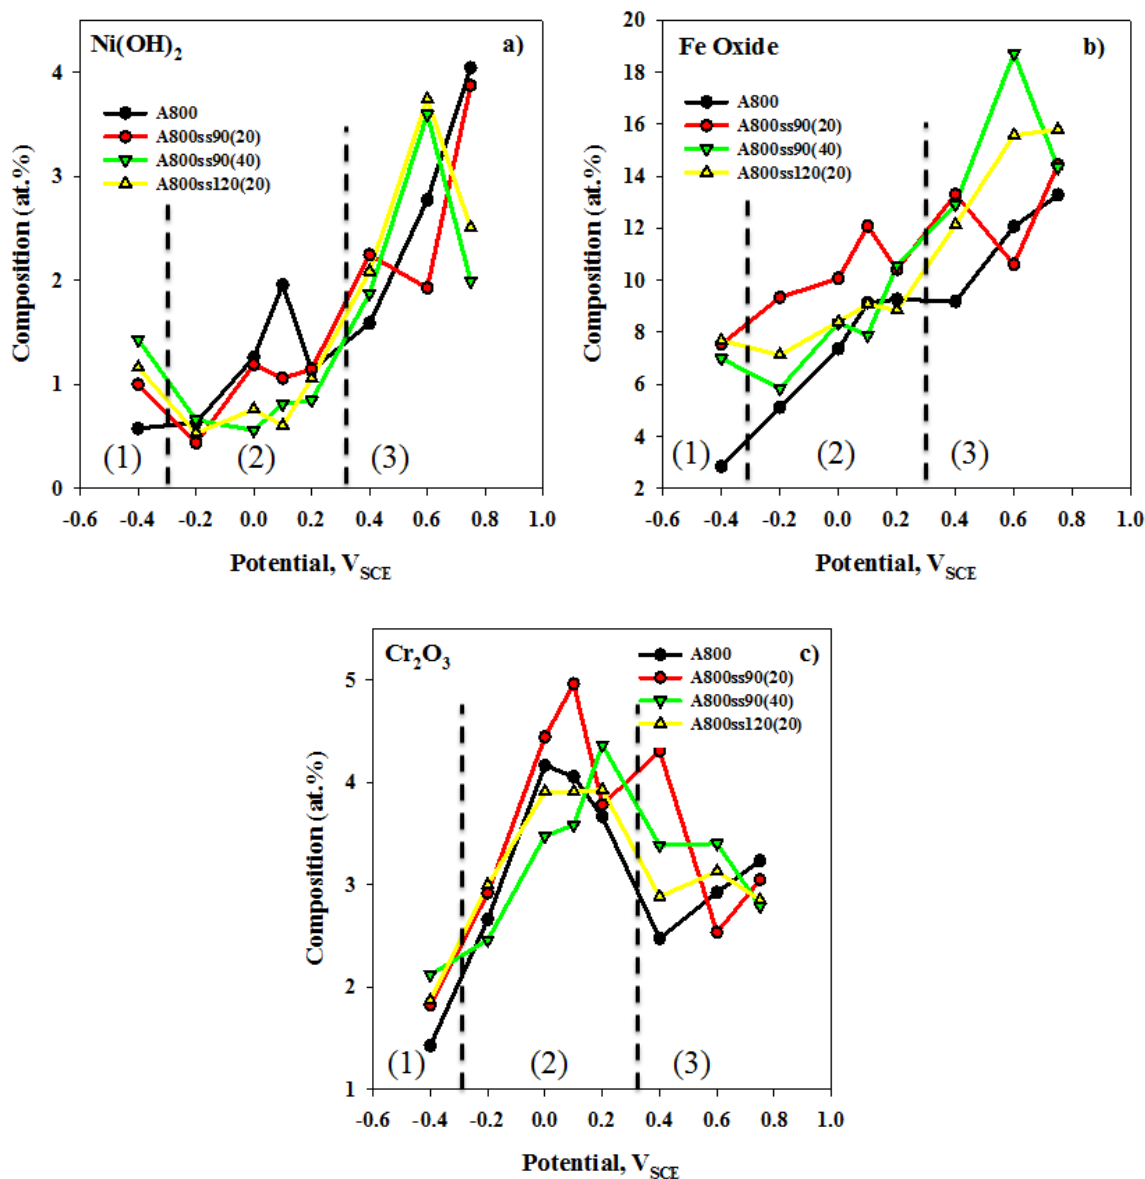 Ni(OH)2
a)
A800
A800ss90(20)
A800ss90(40)
A800ss120(20)
Composition (at.%)
4
3
2
1
0
(1)
(2)
(3)
-0.6 -0.4 -0.2 0.0 0.2 0.4 0.6 0.8 1.0
Potential, VSCE
Fe Oxide
b)
A800
A800ss90(20)
A800ss90(40)
A800ss120(20)
Composition (at.%)
20
18
16
14
12
10
8
6
4
2
(1)
(2)
(3)
-0.6 -0.4 -0.2 0.0 0.2 0.4 0.6 0.8 1.0
Potential, VSCE
Cr2O3
c)
A800
A800ss90(20)
A800ss90(40)
A800ss120(20)
Composition (at.%)
5
4
3
2
1
(1)
(2)
(3)
-0.6 -0.4 -0.2 0.0 0.2 0.4 0.6 0.8 1.0
Potential, VSCE